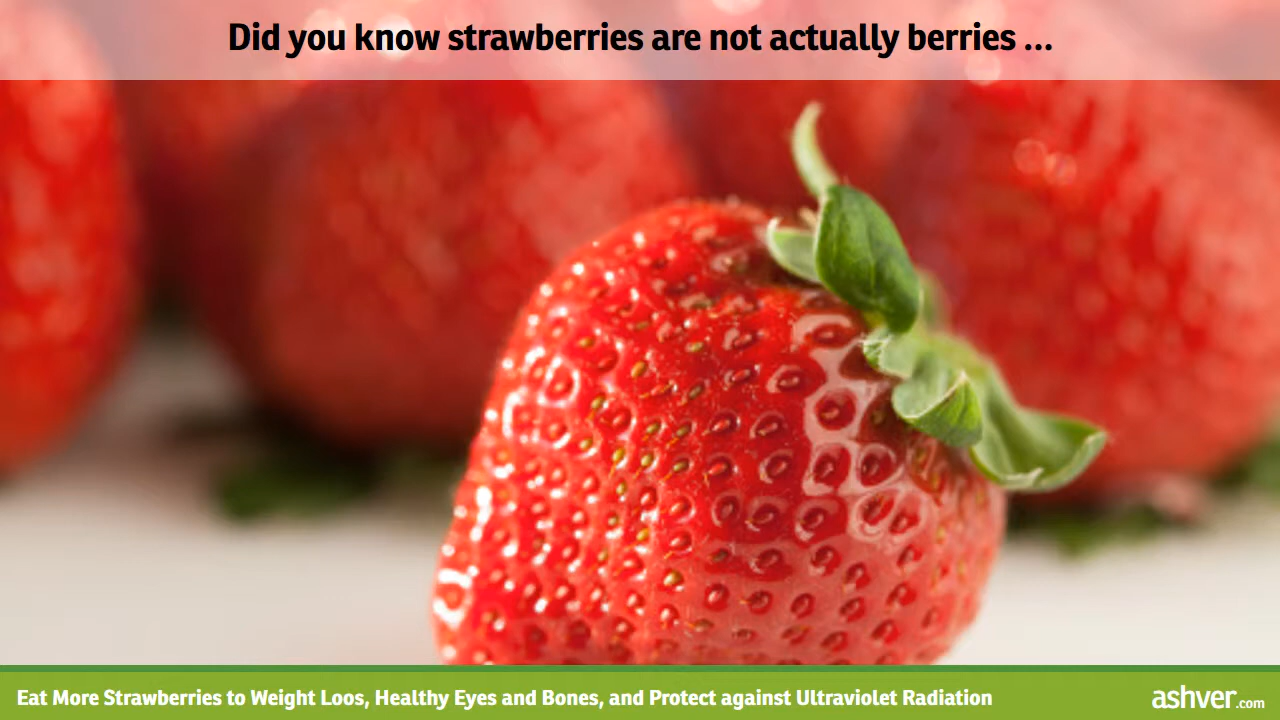 Did you know strawberries are not actually berries ...
Eat More Strawberries to Weight Loos, Healthy Eyes and Bones, and Protect against Ultraviolet Radiation
ashver.com